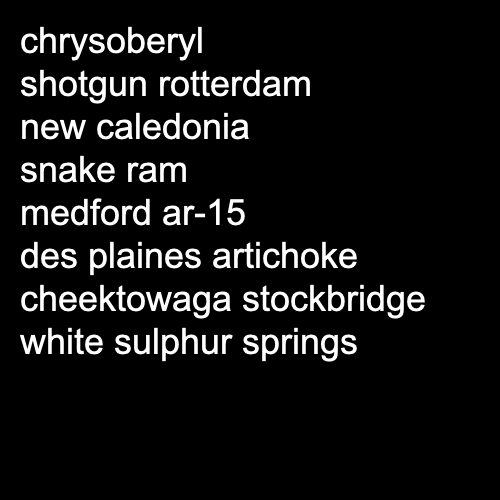 chrysoberyl
shotgun rotterdam
new caledonia
snake ram
medford ar-15
des plaines artichoke
cheektowaga stockbridge
white sulphur springs